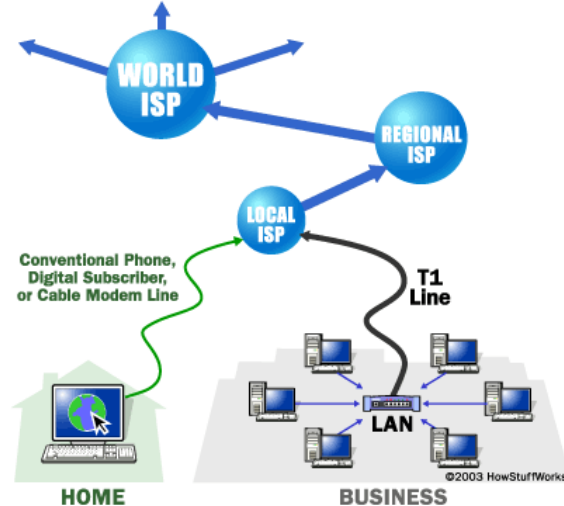 WORLD
ISP
REGIONAL
ISP
LOCAL
ISP
Conventional Phone,
Digital Subscriber,
or Cable Modem Line
T1
Line
LAN
©2003 HowStuffWorks
HOME
BUSINESS